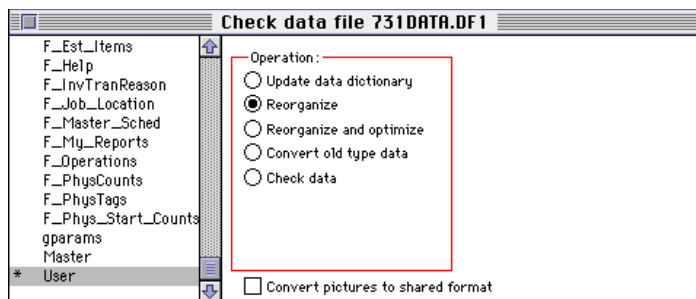 Check data file 731DATA.DF1
F_Est_Items
F_Help
F_InvTranReason
F_Job_Location
F_Master_Sched
F_My_Reports
F_Operations
F_PhysCounts
F_PhysTags
F_Phys_Start_Counts
gparams
Master
* User
Operation:
Update data dictionary
Reorganize
Reorganize and optimize
Convert old type data
Check data
Convert pictures to shared format